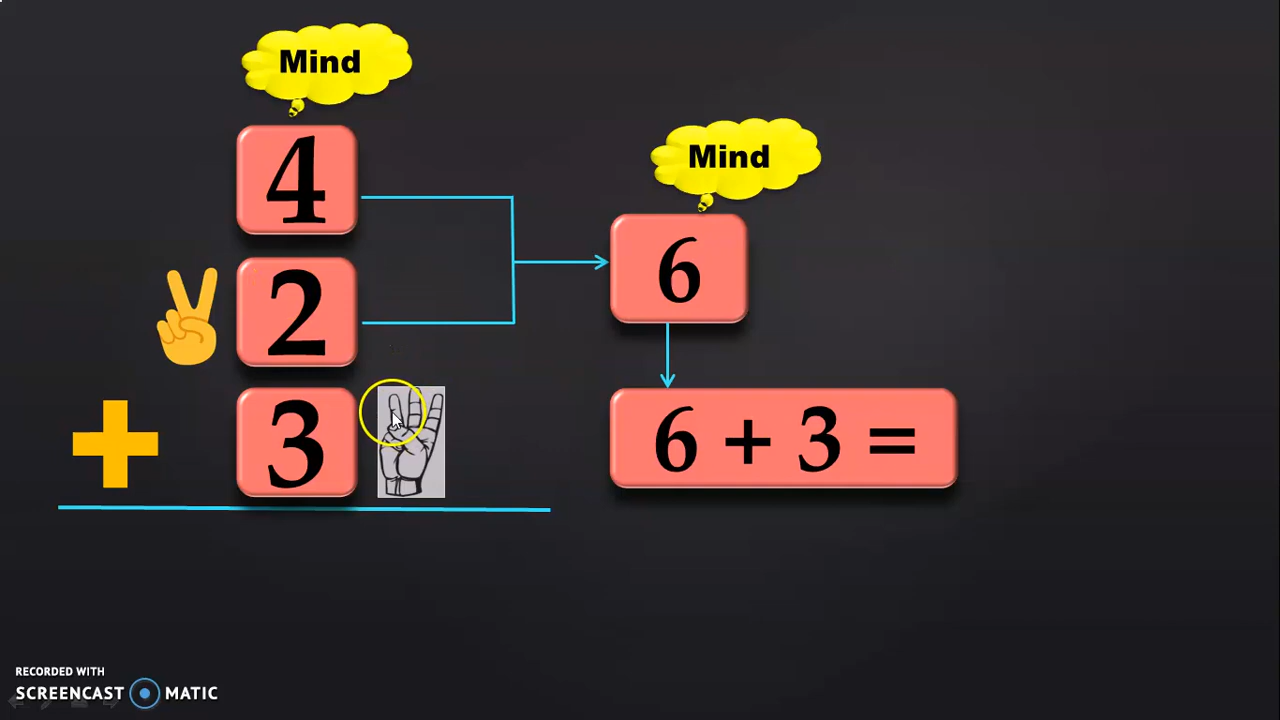 Mind
4
2
+ 3
Mind
6
6 + 3 =
RECORDED WITH
SCREENCAST MATIC